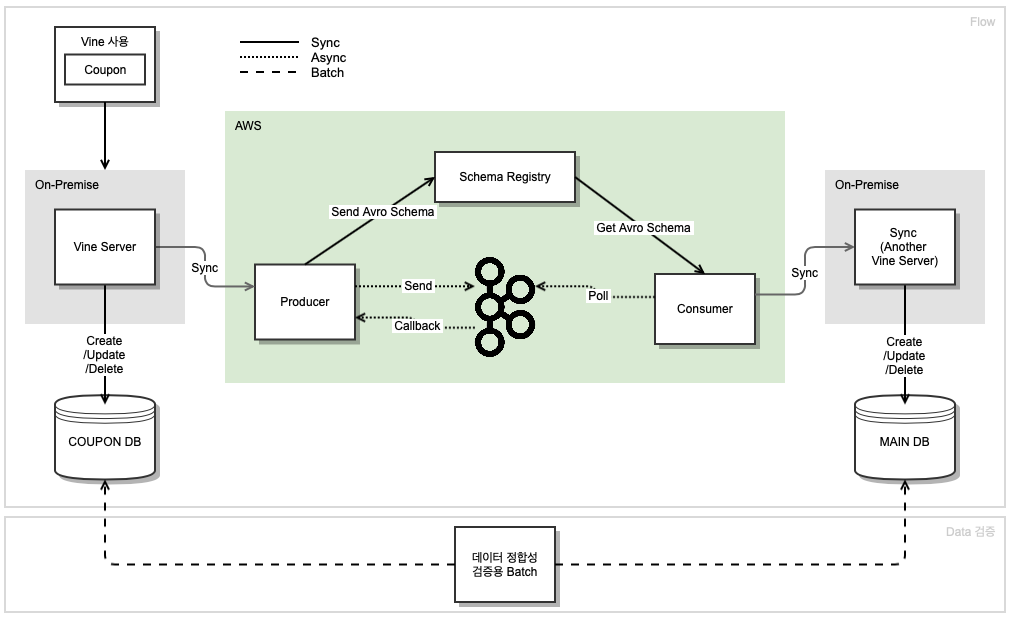 Flow
Vine 사용
Coupon
Sync
Async
Batch
AWS
On-Premise
Vine Server
Sync
Producer
Send Avro Schema
Schema Registry
Get Avro Schema
Send
Callback
Poll
Consumer
Sync
On-Premise
Sync
(Another
Vine Server)
Create
/Update
/Delete
COUPON DB
Create
/Update
/Delete
MAIN DB
Data 검증
데이터 정합성
검증용 Batch